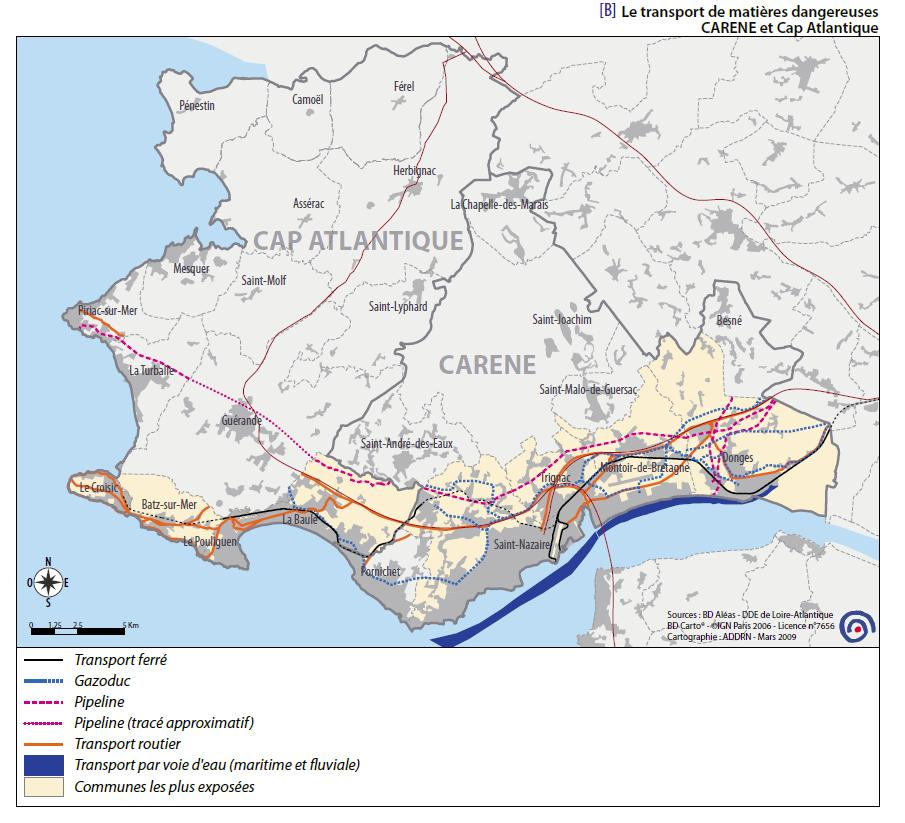 [B] Le transport de matières dangereuses
CARENE et Cap Atlantique
Pénestin
Camoël
Férel
Herbignac
La Chapelle-des-Marais
Assérac
CAP ATLANTIQUE
Mesquer
Saint-Molf
Piriac-sur-Mer
Saint-Lyphard
Saint-Joachim
Besné
CARENE
La Turballe
Saint-Malo-de-Guersac
Guérande
Saint-André-des-Eaux
Donges
Montoir-de-Bretagne
Trignac
Le Croisic
Batz-sur-Mer
La Baule
Le Pouliguen
Saint-Nazaire
Pornichet
N
O E
S
0 1,25 2,5 5 Km
Sources : BD Aléas - DDE de Loire-Atlantique
BD Carto® - ©IGN Paris 2006 - Licence n°7656
Cartographie : ADDRN - Mars 2009
Transport ferré
Gazoduc
Pipeline
Pipeline (tracé approximatif)
Transport routier
Transport par voie d'eau (maritime et fluviale)
Communes les plus exposées